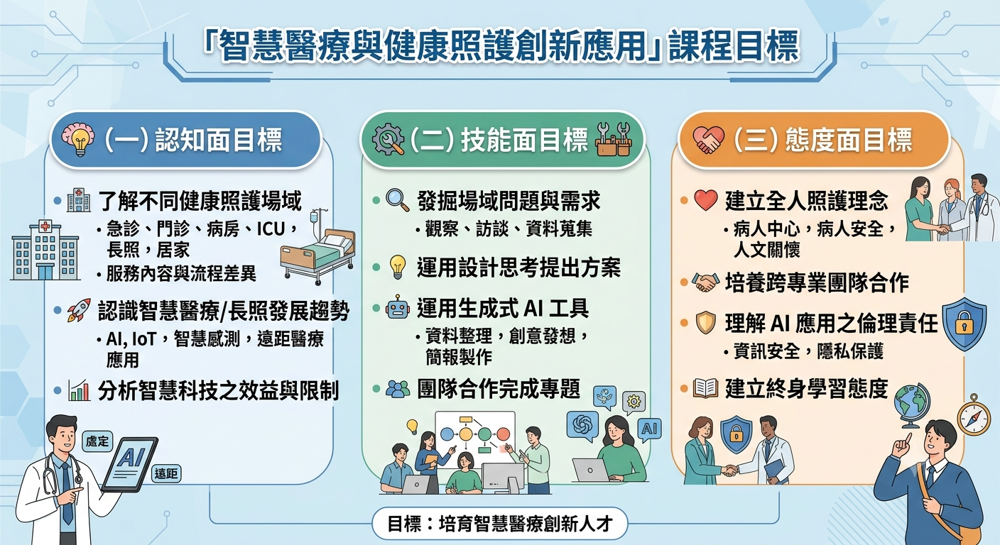 「智慧醫療與健康照護創新應用」課程目標
(一) 認知面目標
• 了解不同健康照護場域
• 急診、門診、病房、ICU，
長照，居家
• 服務內容與流程差異
• 認識智慧醫療/長照發展趨勢
• AI, IoT，智慧感測，遠距醫療
應用
• 分析智慧科技之效益與限制
處定
AI
遠距
(二) 技能面目標
• 發掘場域問題與需求
• 觀察、訪談、資料蒐集
• 運用設計思考提出方案
• 運用生成式 AI 工具
• 資料整理，創意發想，
簡報製作
• 團隊合作完成專題
AI
(三) 態度面目標
• 建立全人照護理念
• 病人中心，病人安全，
人文關懷
• 培養跨專業團隊合作
• 理解 AI 應用之倫理責任
• 資訊安全，隱私保護
• 建立終身學習態度
目標：培育智慧醫療創新人才